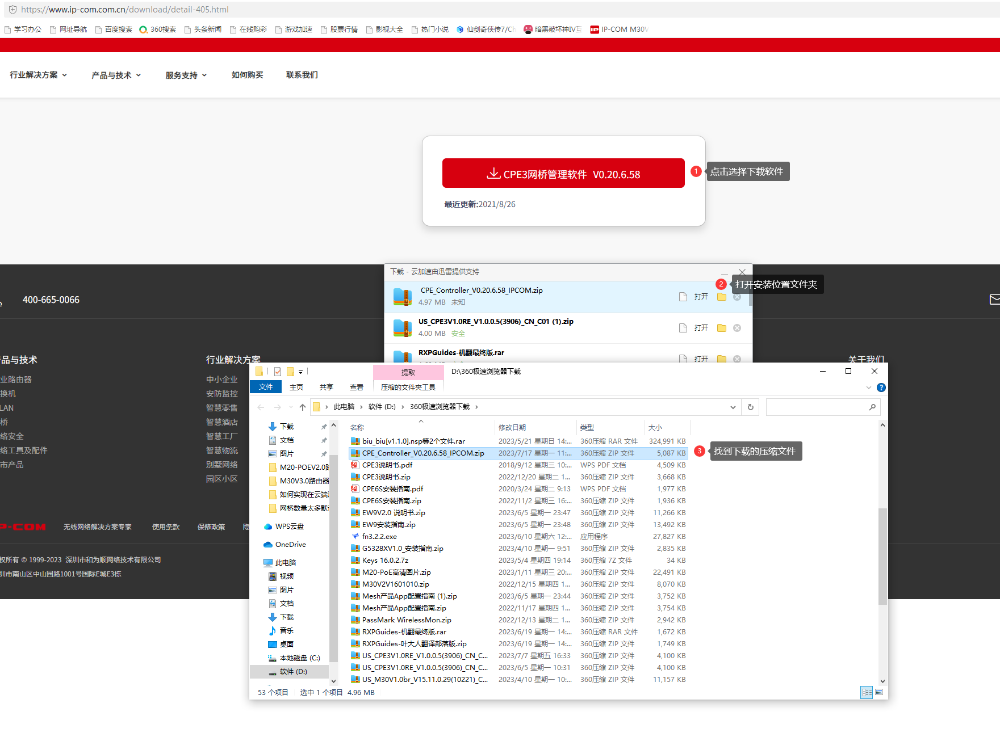 https://www.ip-com.com.cn/download/detail-405.html
学习办公 网址导航 百度搜索 360搜索 头条新闻 在线购彩 游戏加速 股票行情 影视大全 热门小说 仙剑奇侠传7/Ch 暗黑破坏神IV互 IP-COM M30V
行业解决方案 产品与技术 服务支持 如何购买 联系我们
CPE3网桥管理软件 V0.20.6.58
1 点击选择下载软件
最近更新:2021/8/26
下载 - 云加速由迅雷提供支持
CPE_Controller_V0.20.6.58_IPCOM.zip
4.97 MB 未知
打开
2 打开安装位置文件夹
US_CPE3V1.0RE_V1.0.0.5(3906)_CN_C01 (1).zip
4.00 MB 安全
打开
RXPGuides-机翻最终版.rar
打开
400-665-0066
品与技术
业路由器
换机
LAN
桥
络安全
络工具及配件
市产品
行业解决方案
中小企业
安防监控
智慧零售
智慧酒店
智慧工厂
智慧物流
别墅网络
园区小区
关于我们
P-COM 无线网络解决方案专家 使用条款 保修政策 隐
权所有 © 1999-2023 深圳市和为顺网络技术有限公司
圳市南山区中山园路1001号国际E城E3栋
提取 D:\360极速浏览器下载
文件 主页 共享 查看 压缩的文件夹工具
此电脑 软件 (D:) 360极速浏览器下载
下载
文档
图片
M20-POEV2.0路
M30V3.0路由器
如何实现在云端
网桥数量太多默
WPS云盘
OneDrive
此电脑
视频
图片
文档
下载
音乐
桌面
本地磁盘 (C:)
软件 (D:)
名称 修改日期 类型 大小
biu_biu[v1.1.0].nsp等2个文件.rar 2023/5/21 星期日 14:... 360压缩 RAR 文件 324,991 KB
CPE_Controller_V0.20.6.58_IPCOM.zip 2023/7/17 星期一 11:... 360压缩 ZIP 文件 5,087 KB
3 找到下载的压缩文件
CPE3说明书.pdf 2018/9/12 星期三 10:... WPS PDF 文档 4,509 KB
CPE3说明书.zip 2022/12/20 星期二 1... 360压缩 ZIP 文件 3,668 KB
CPE6S安装指南.pdf 2020/3/24 星期二 9:13 WPS PDF 文档 1,977 KB
CPE6S安装指南.zip 2022/11/2 星期三 16:... 360压缩 ZIP 文件 1,936 KB
EW9V2.0 说明书.zip 2023/6/5 星期一 23:47 360压缩 ZIP 文件 11,266 KB
EW9安装指南.zip 2023/6/5 星期一 23:48 360压缩 ZIP 文件 13,492 KB
fn3.2.2.exe 2023/6/10 星期六 12:... 应用程序 27,827 KB
G5328XV1.0_安装指南.zip 2023/4/10 星期一 9:51 360压缩 ZIP 文件 2,835 KB
Keys 16.0.2.7z 2023/5/4 星期四 19:14 360压缩 7Z 文件 34 KB
M20-PoE高清图片.zip 2023/1/11 星期三 20:... 360压缩 ZIP 文件 22,491 KB
M30V2V1601010.zip 2022/12/15 星期四 1... 360压缩 ZIP 文件 8,070 KB
Mesh产品App配置指南 (1).zip 2023/6/5 星期一 23:44 360压缩 ZIP 文件 3,752 KB
Mesh产品App配置指南.zip 2022/11/17 星期四 1... 360压缩 ZIP 文件 3,754 KB
PassMark WirelessMon.zip 2022/12/13 星期二 1... 360压缩 ZIP 文件 2,942 KB
RXPGuides-机翻最终版.rar 2023/6/19 星期一 14:... 360压缩 RAR 文件 1,672 KB
RXPGuides-叶大人翻译部落版.zip 2023/6/19 星期一 14:... 360压缩 ZIP 文件 1,749 KB
US_CPE3V1.0RE_V1.0.0.5(3906)_CN_C... 2023/7/7 星期五 16:33 360压缩 ZIP 文件 4,100 KB
US_CPE3V1.0RE_V1.0.0.5(3906)_CN_C... 2023/6/5 星期一 10:31 360压缩 ZIP 文件 4,100 KB
US_M30V1.0br_V15.11.0.29(10221)_C... 2023/4/10 星期一 10:... 360压缩 ZIP 文件 11,157 KB
53 个项目 选中 1 个项目 4.96 MB